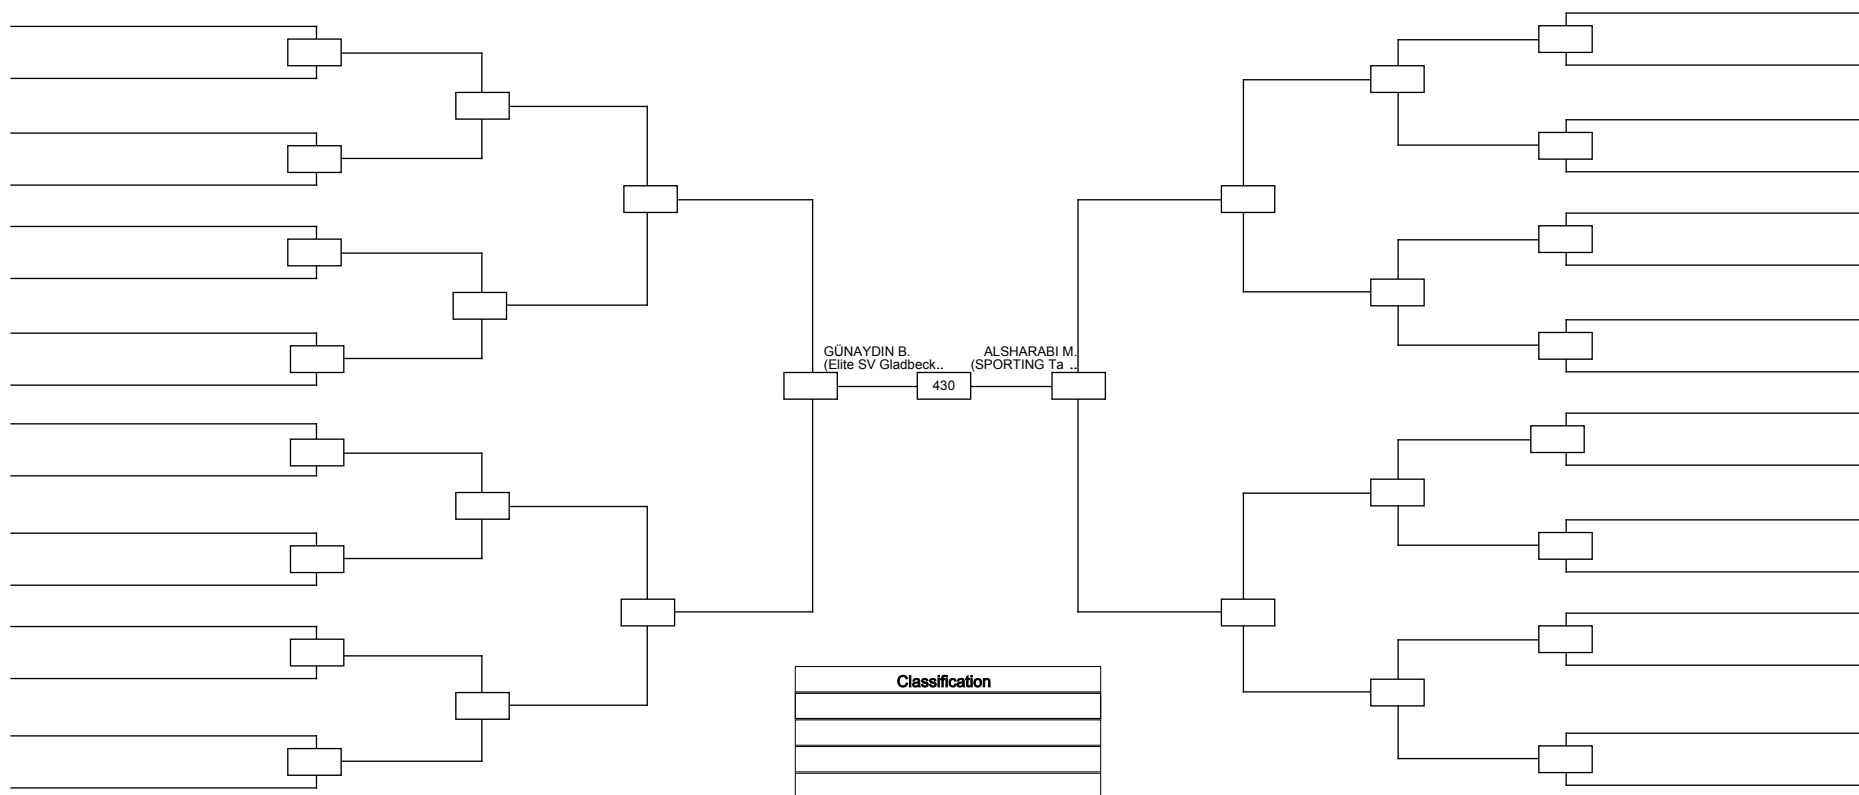 GÜNAYDIN B.
(Elite SV Gladbeck..
430
ALSHARABI M.
(SPORTING Ta ..
Classification